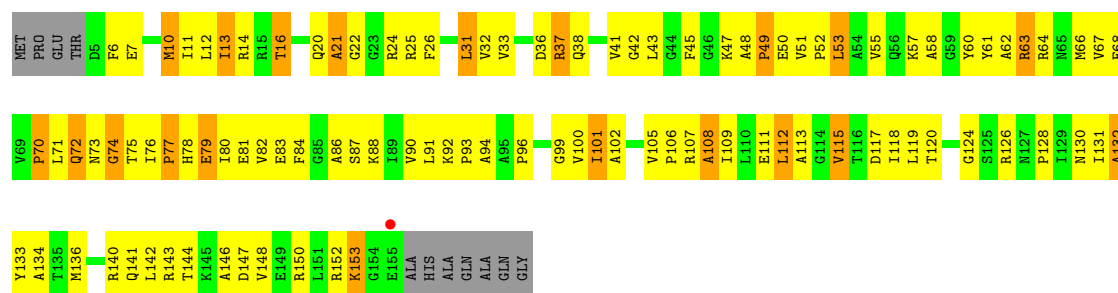 MET PRO GLU THR D5 F6 E7 M10 I11 L12 I13 R14 R15 T16 Q20 A21 G22 G23 R24 R25 F26 L31 V32 V33 D36 R37 Q38 V41 G42 L43 G44 F45 G46 K47 A48 P49 E50 V51 P52 L53 A54 V55 Q56 K57 A58 G59 Y60 Y61 A62 R63 R64 N65 M66 V67 E68
V69 P70 L71 Q72 N73 G74 T75 I76 P77 H78 E79 I80 E81 V82 E83 F84 G85 A86 S87 K88 I89 V90 L91 K92 P93 A94 A95 P96 G99 V100 I101 A102 V105 P106 R107 A108 I109 L110 E111 L112 A113 G114 V115 T116 D117 I118 L119 T120 G124 S125 R126 N127 P128 I129 N130 I131 A132
Y133 A134 T135 M136 R140 Q141 L142 R143 T144 K145 A146 D147 V148 E149 R150 L151 R152 K153 G154 E155 ALA HIS ALA GLN ALA GLN GLY